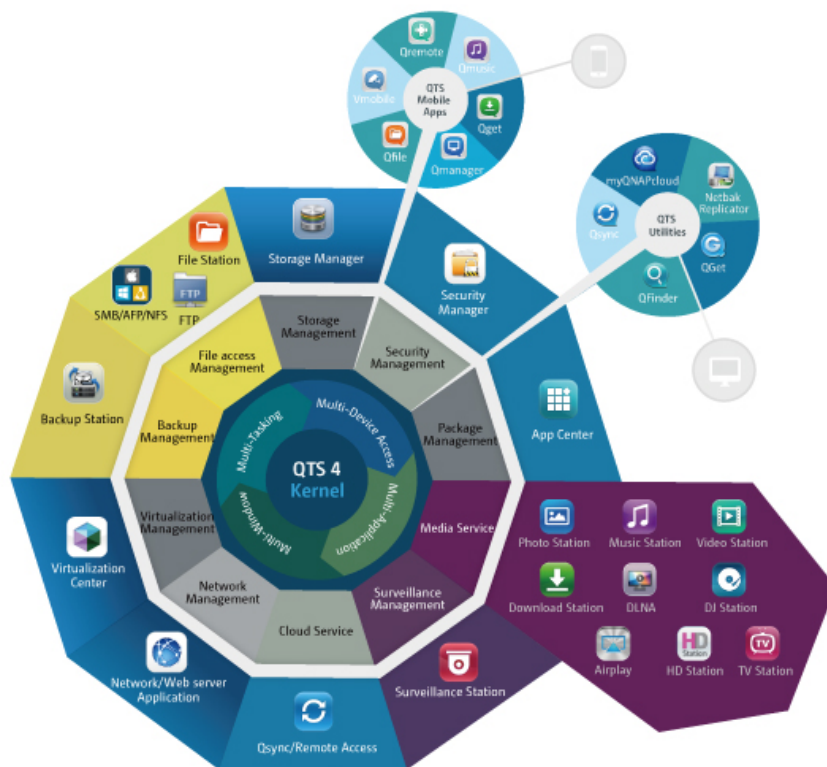 Qremote
Qmusic
Vmobile
QTS
Mobile
Apps
Qget
Qfile
Qmanager
myQNAPcloud
Netbak
Replicator
Qsync
QTS
Utilities
QGet
QFinder
File Station
Storage Manager
Security
Manager
SMB/AFP/NFS
FTP
FTP
Storage
Management
File access
Management
Security
Management
Backup Station
Backup
Management
Multi-Tasking
Multi-Device Access
Package
Management
App Center
QTS 4
Kernel
Virtualization
Management
Multi-Window
Multi-Application
Media Service
Photo Station
Music Station
Video Station
Virtualization
Center
Network
Management
Surveillance
Management
Download Station
DLNA
DJ Station
Cloud Service
HD
Station
TV
Airplay
HD Station
TV Station
Network/Web server
Application
Surveillance Station
Qsync/Remote Access